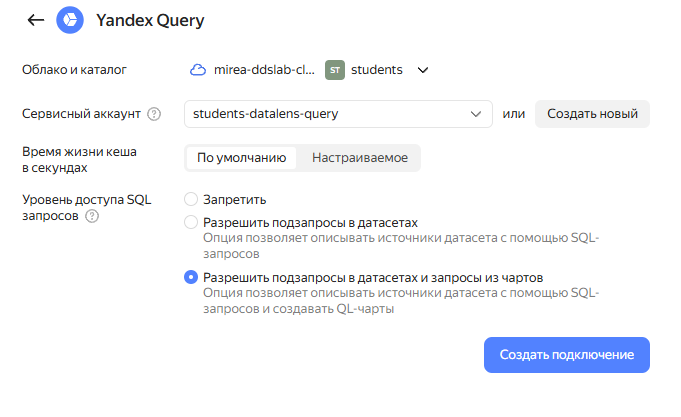 Yandex Query
Облако и каталог
mirea-ddslab-cl... ST students
Сервисный аккаунт ?
students-datalens-query
или
Создать новый
Время жизни кеша
в секундах
По умолчанию Настраиваемое
Уровень доступа SQL
запросов ?
Запретить
Разрешить подзапросы в датасетах
Опция позволяет описывать источники датасета с помощью SQL-
запросов
Разрешить подзапросы в датасетах и запросы из чартов
Опция позволяет описывать источники датасета с помощью SQL-
запросов и создавать QL-чарты
Создать подключение